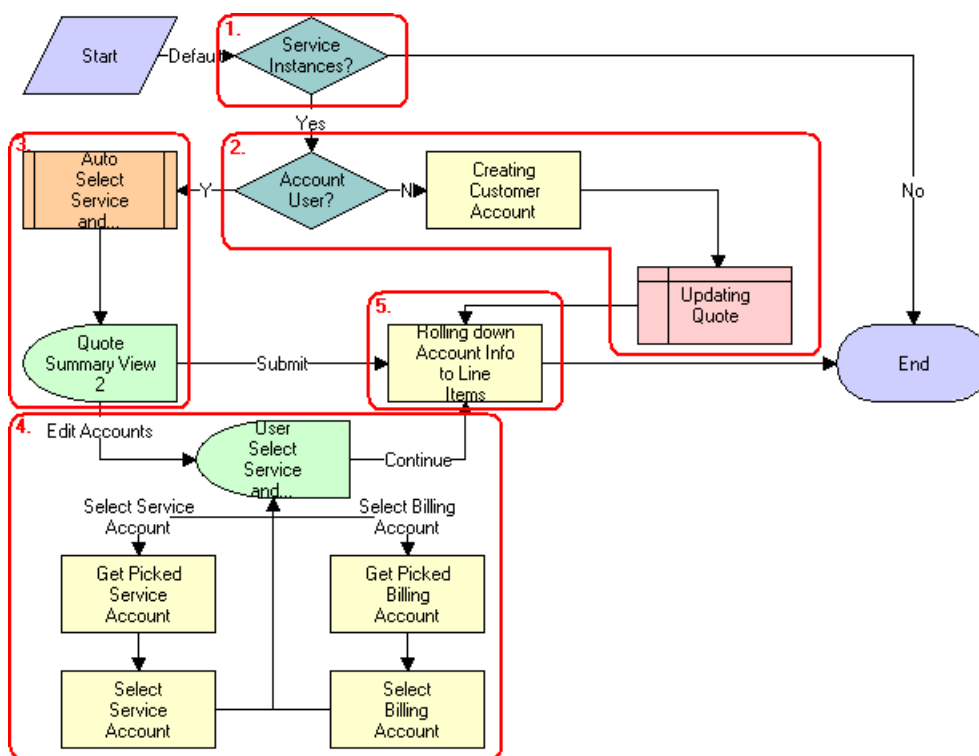 1.
Start
Default
Service
Instances?
Yes
No
2.
Account
User?
Y
N
Creating
Customer
Account
Updating
Quote
3.
Auto
Select
Service
and...
Quote
Summary View
2
Submit
5.
Rolling down
Account Info
to Line
Items
End
4.
Edit Accounts
User
Select
Service
and...
Continue
Select Service
Account
Select Billing
Account
Get Picked
Service
Account
Get Picked
Billing
Account
Select
Service
Account
Select
Billing
Account